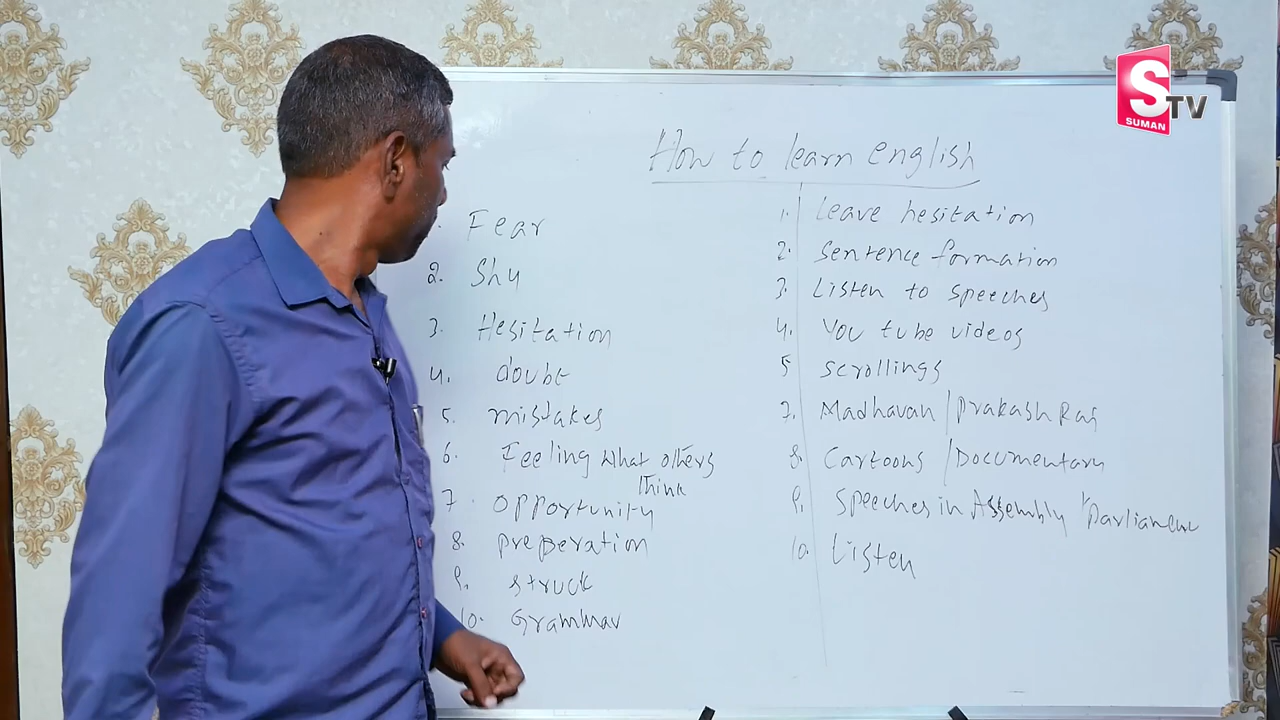 S TV
SUMAN
How to learn english
. Fear
2. Shy
3. Hesitation
4. doubt
5. mistakes
6. Feeling what others
Think
7. opportunity
8. preperation
9. struck
10. Grammar
1. Leave hesitation
2. sentence formation
3. Listen to speeches
4. You tube videos
5 scrollings
7. Madhavan / Prakash Raj
8. Cartoons / Documentary
9. Speeches in Assembly / Parliament
10. Listen